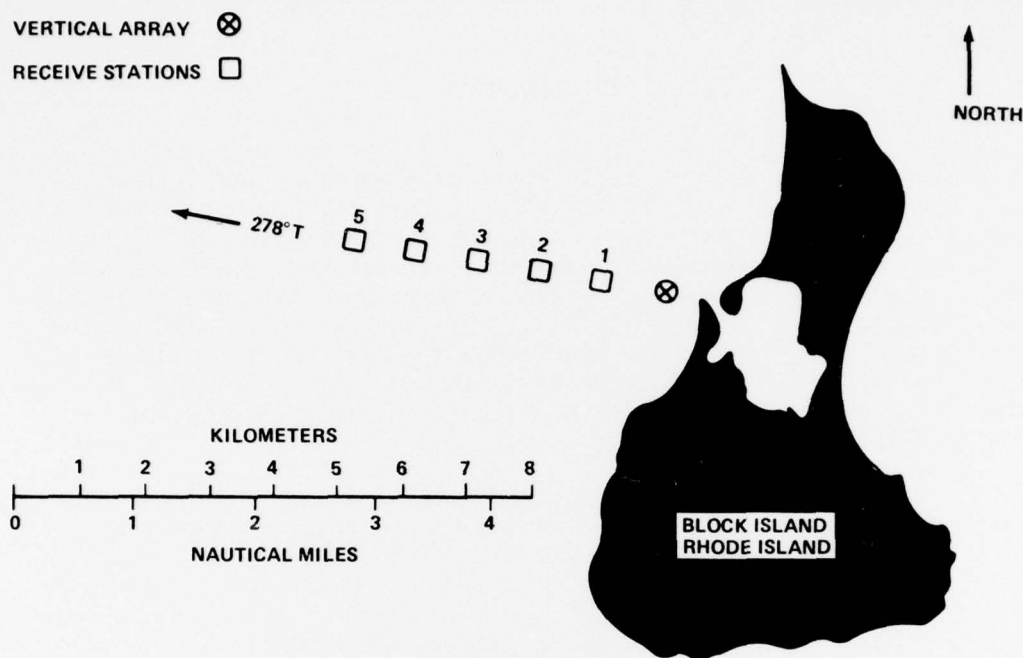 VERTICAL ARRAY
RECEIVE STATIONS
NORTH
278°T
5 4 3 2 1
KILOMETERS
1 2 3 4 5 6 7 8
0 1 2 3 4
NAUTICAL MILES
BLOCK ISLAND
RHODE ISLAND